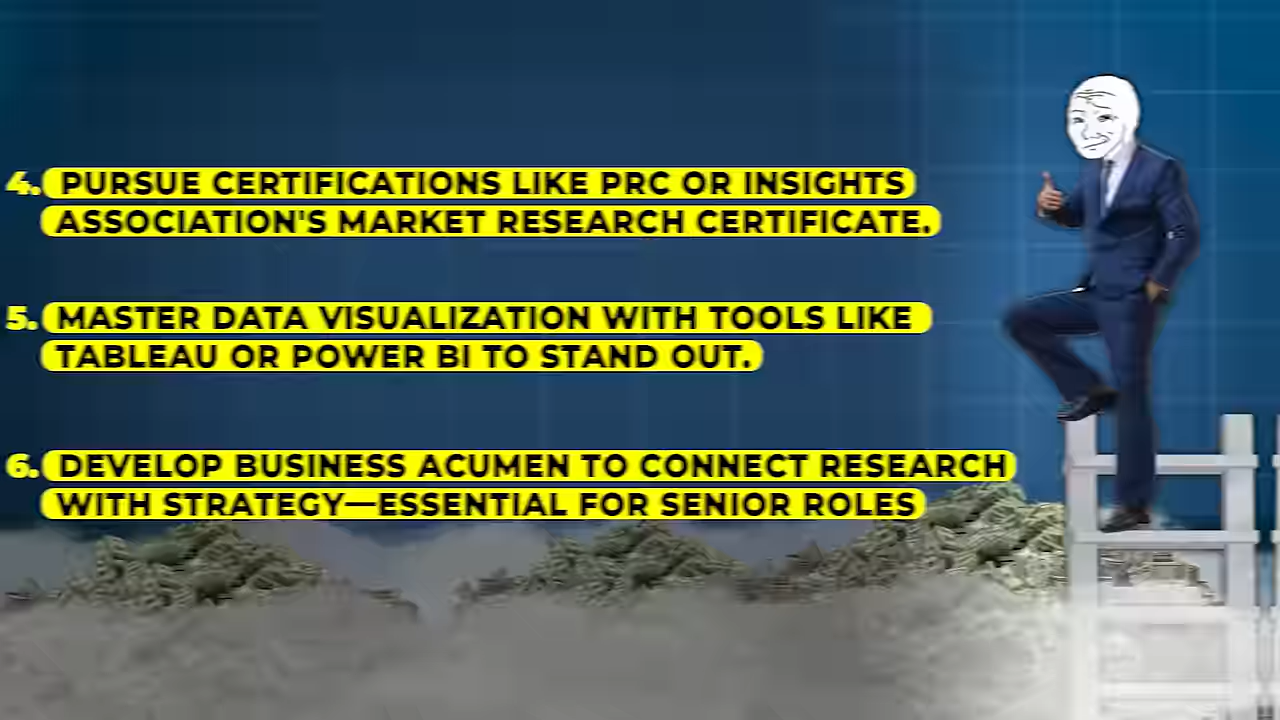 4. PURSUE CERTIFICATIONS LIKE PRC OR INSIGHTS
ASSOCIATION'S MARKET RESEARCH CERTIFICATE.
5. MASTER DATA VISUALIZATION WITH TOOLS LIKE
TABLEAU OR POWER BI TO STAND OUT.
6. DEVELOP BUSINESS ACUMEN TO CONNECT RESEARCH
WITH STRATEGY—ESSENTIAL FOR SENIOR ROLES